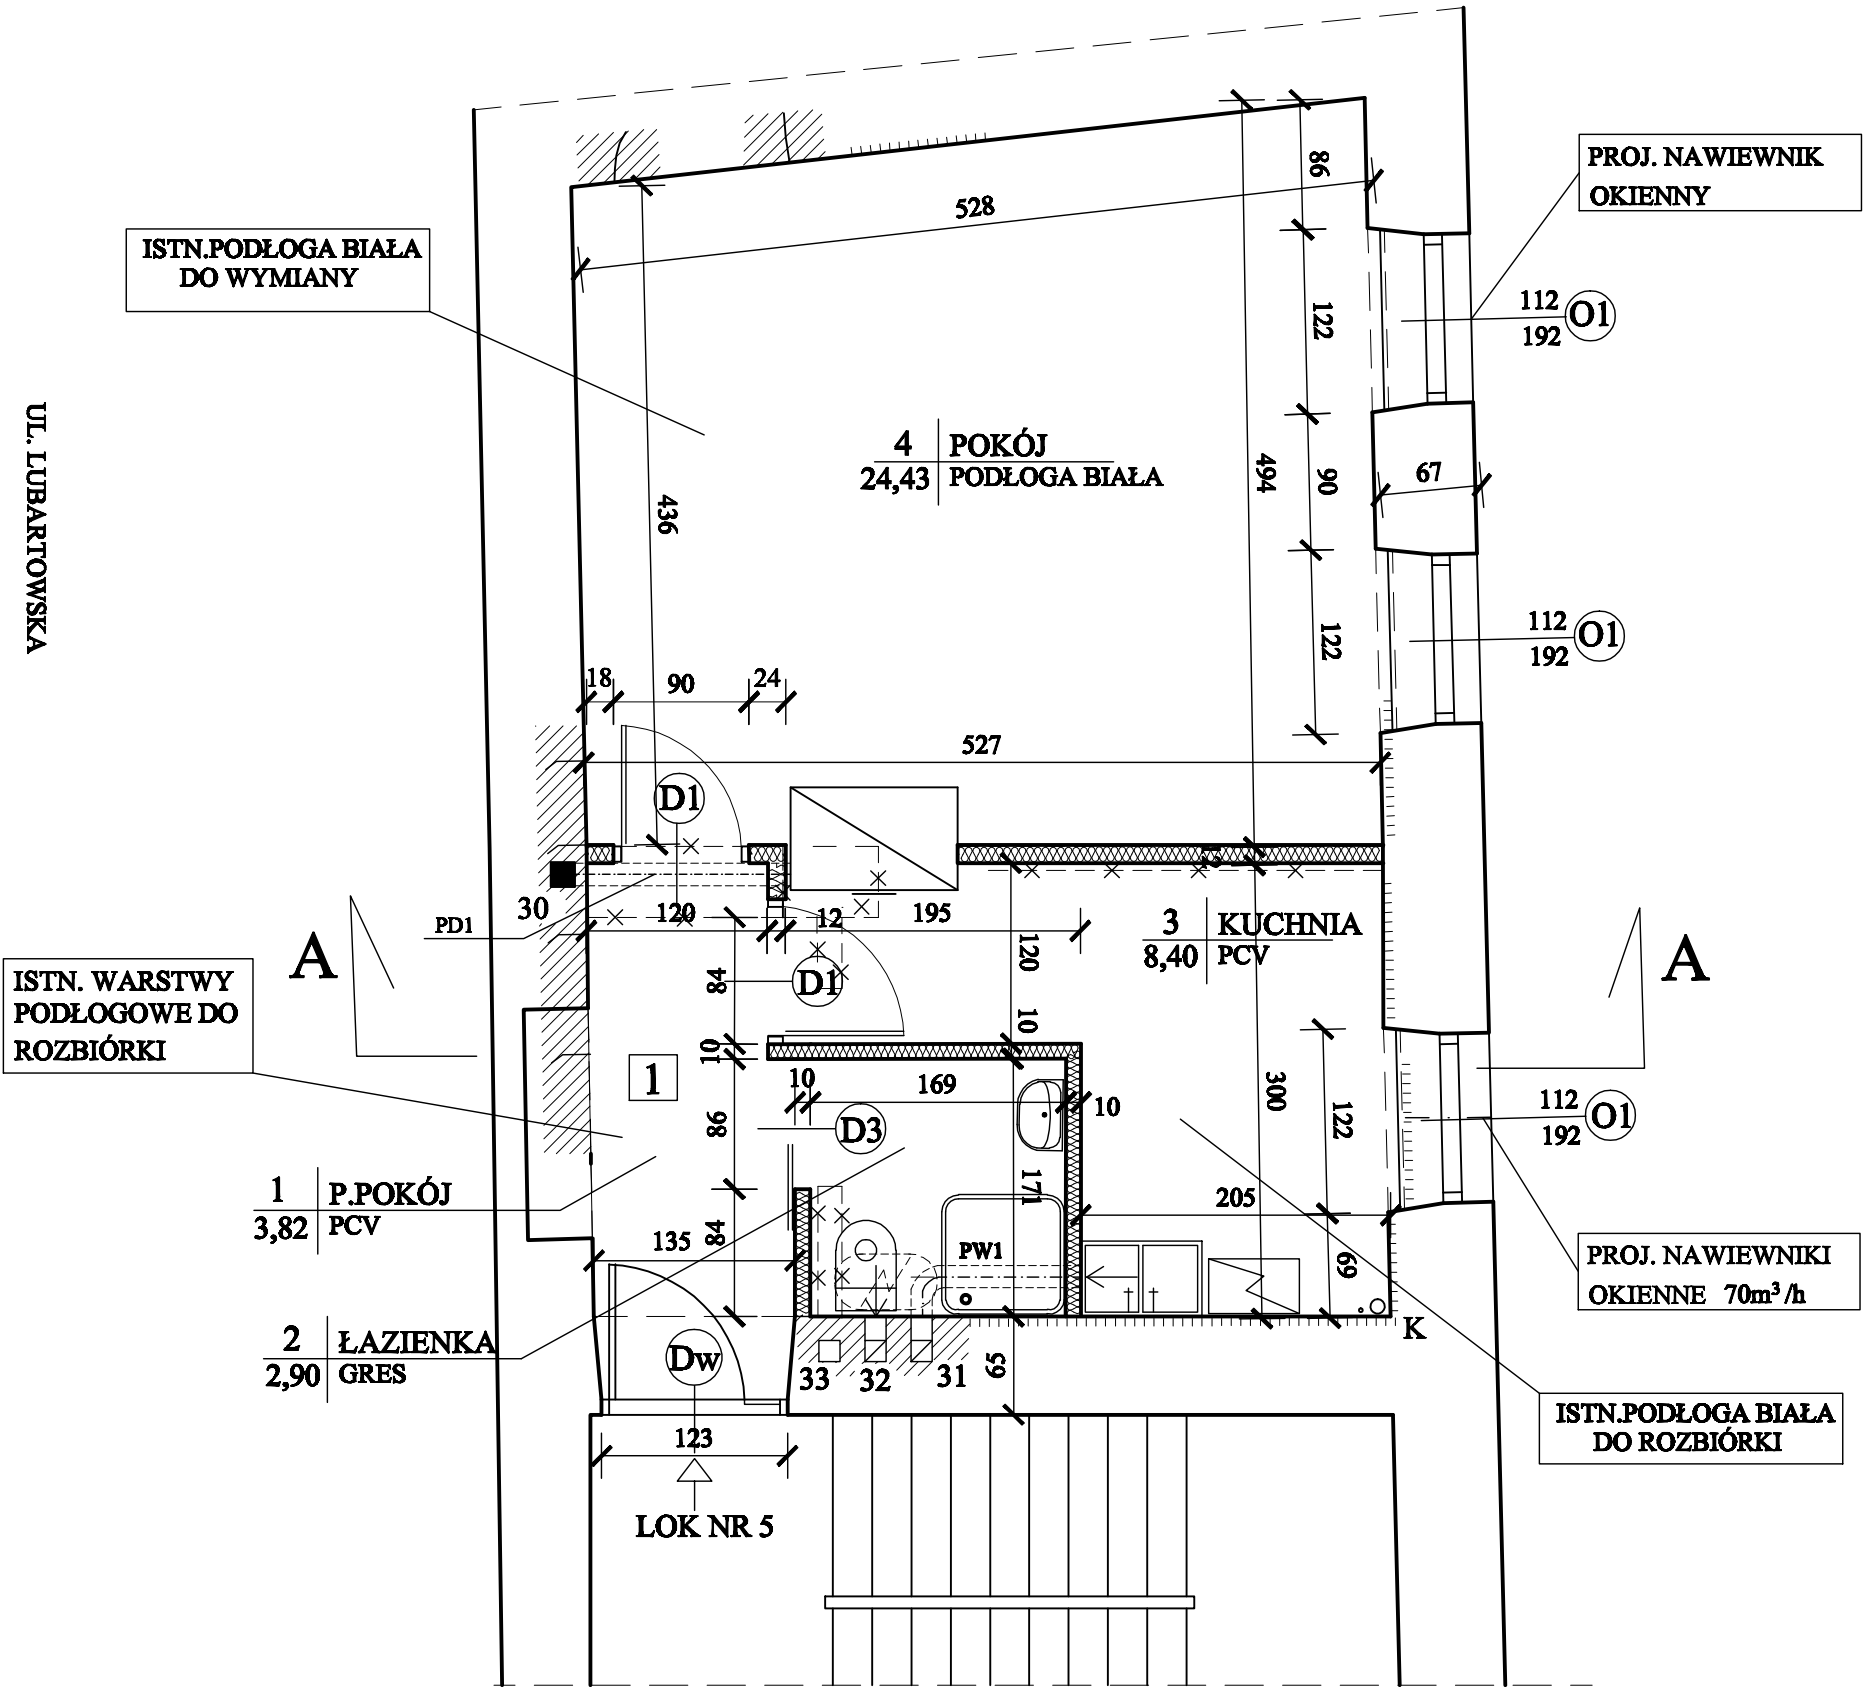 PROJ. NAWIEWNIK
OKIENNY
86
528
ISTN.PODŁOGA BIAŁA
DO WYMIANY
122
112
192
O1
UL. LUBARTOWSKA
4
POKÓJ
24,43
PODŁOGA BIAŁA
436
494
90
67
122
112
192
O1
18
90
24
527
D1
12
30
PD1
120
12
195
3
KUCHNIA
8,40
PCV
A
A
84
D1
120
10
ISTN. WARSTWY
PODŁOGOWE DO
ROZBIÓRKI
10
1
10
169
10
300
122
112
192
O1
86
D3
171
1
P.POKÓJ
3,82
PCV
84
135
PW1
205
69
PROJ. NAWIEWNIKI
OKIENNE 70m³/h
2
ŁAZIENKA
2,90
GRES
Dw
33
32
31
65
K
ISTN.PODŁOGA BIAŁA
DO ROZBIÓRKI
123
LOK NR 5